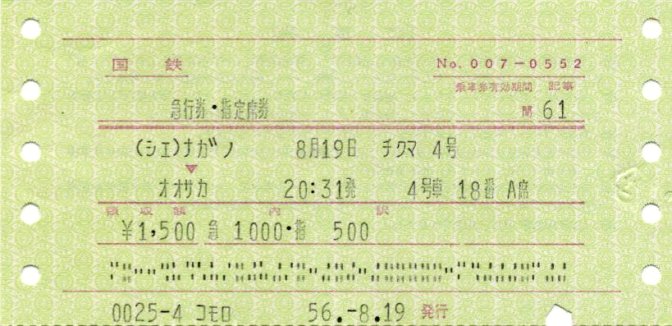 国鉄 No. 007-0552
乗車券有効期間 記事
急行券・指定席券 間 61
(シエ)ナガノ 8月19日 チクマ 4号
▼
オオサカ 20:31発 4号車 18番 A席
領収額 内訳
¥1,500 急 1000・指 500
0025-4 コモロ 56.-8.19 発行